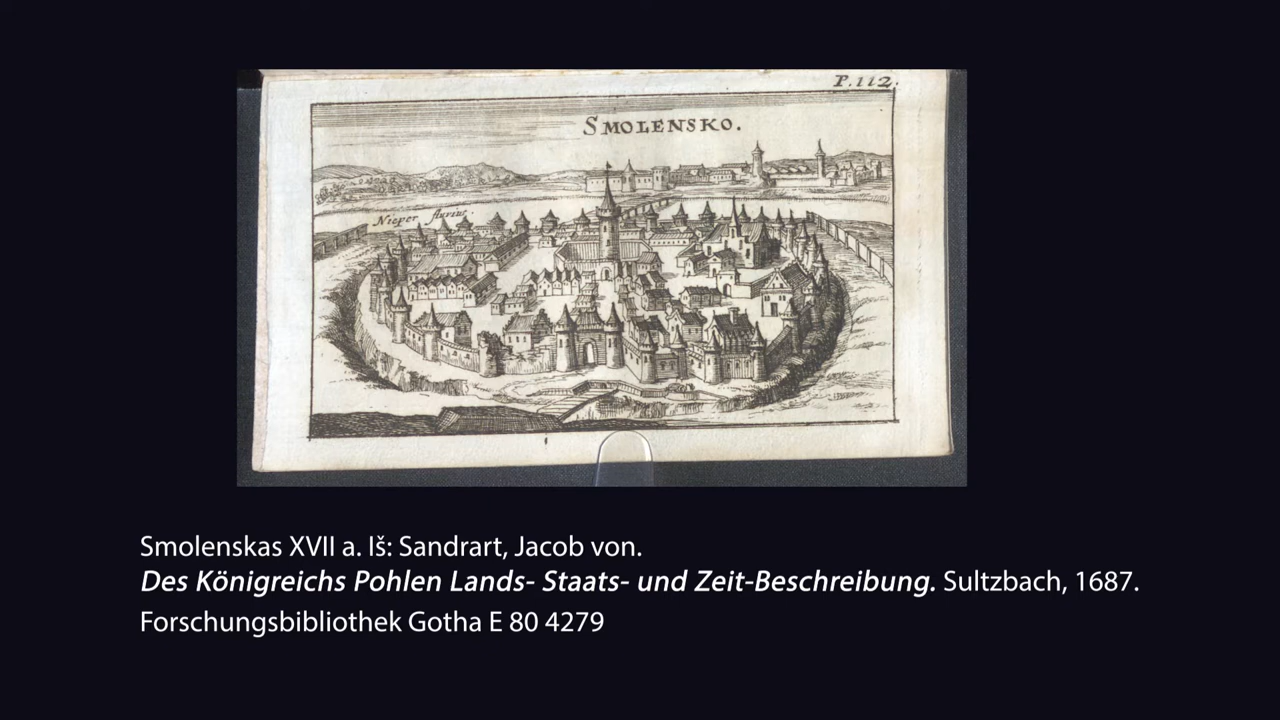 P. 112.
SMOLENSKO.
Nieper fluvius.
Smolenskas XVII a. Iš: Sandrart, Jacob von.
Des Königreichs Pohlen Lands- Staats- und Zeit-Beschreibung. Sultzbach, 1687.
Forschungsbibliothek Gotha E 80 4279